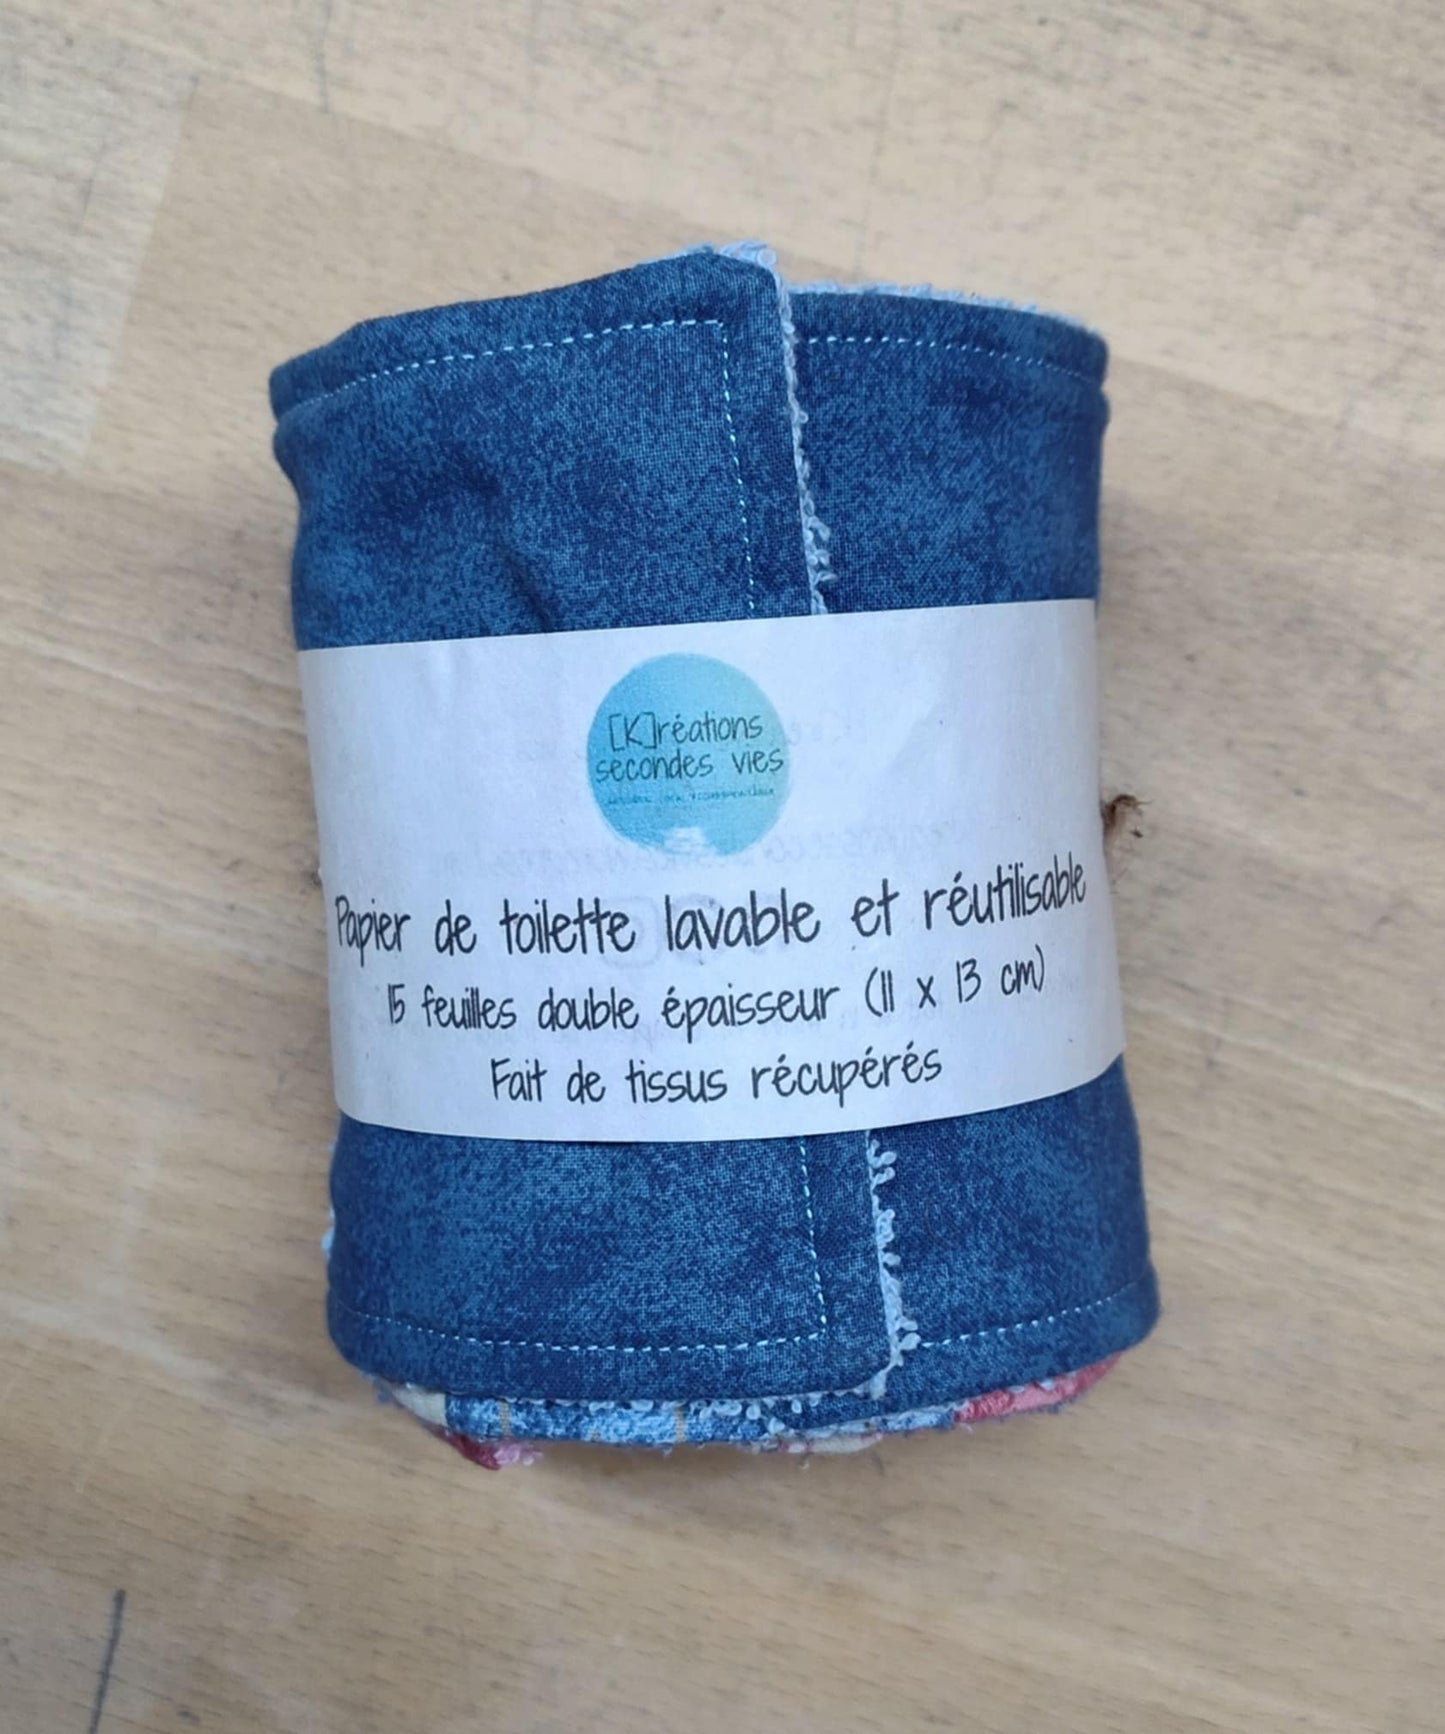 [K]réations
secondes vies
Papier de toilette lavable et réutilisable
15 feuilles double épaisseur (11 x 13 cm)
Fait de tissus récupérés